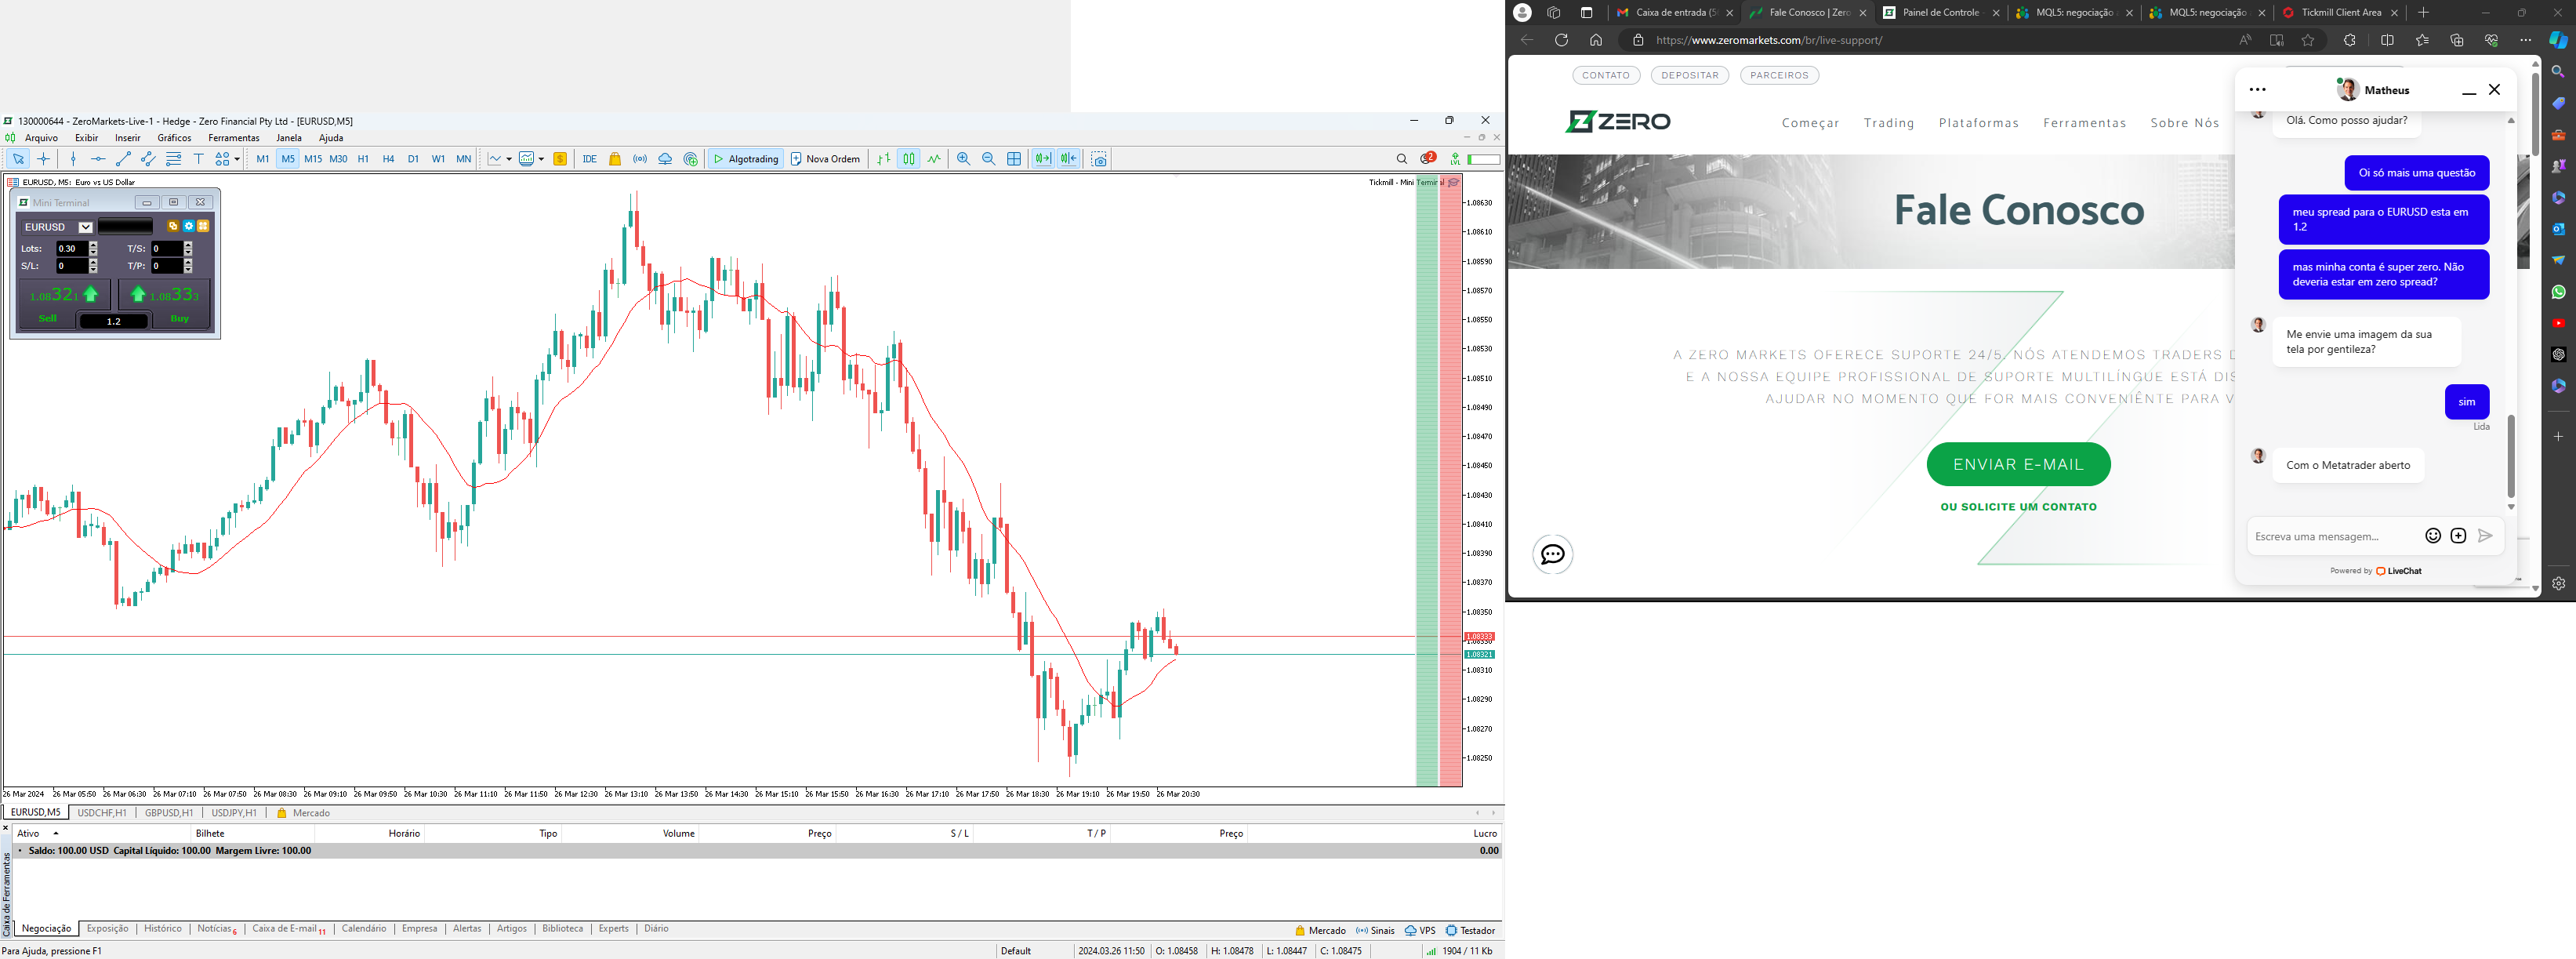 130000644 - ZeroMarkets-Live-1 - Hedge - Zero Financial Pty Ltd - [EURUSD,M5]
Arquivo Exibir Inserir Gráficos Ferramentas Janela Ajuda
M1 M5 M15 M30 H1 H4 D1 W1 MN IDE Algotrading Nova Ordem 2 LVL
EURUSD, M5: Euro vs US Dollar
Tickmill - Mini Terminal
Mini Terminal
EURUSD
Lots: 0.30 T/S: 0
S/L: 0 T/P: 0
1.08321 1.08333
Sell 1.2 Buy
1.08630
1.08610
1.08590
1.08570
1.08550
1.08530
1.08510
1.08490
1.08470
1.08450
1.08430
1.08410
1.08390
1.08370
1.08350
1.08333
1.08330
1.08321
1.08310
1.08290
1.08270
1.08250
26 Mar 2024 26 Mar 05:50 26 Mar 06:30 26 Mar 07:10 26 Mar 07:50 26 Mar 08:30 26 Mar 09:10 26 Mar 09:50 26 Mar 10:30 26 Mar 11:10 26 Mar 11:50 26 Mar 12:30 26 Mar 13:10 26 Mar 13:50 26 Mar 14:30 26 Mar 15:10 26 Mar 15:50 26 Mar 16:30 26 Mar 17:10 26 Mar 17:50 26 Mar 18:30 26 Mar 19:10 26 Mar 19:50 26 Mar 20:30
EURUSD,M5 USDCHF,H1 GBPUSD,H1 USDJPY,H1 Mercado
Ativo Bilhete Horário Tipo Volume Preço S / L T / P Preço Lucro
Saldo: 100.00 USD Capital Líquido: 100.00 Margem Livre: 100.00 0.00
Caixa de Ferramentas
Negociação Exposição Histórico Notícias 6 Caixa de E-mail 11 Calendário Empresa Alertas Artigos Biblioteca Experts Diário Mercado Sinais VPS Testador
Para Ajuda, pressione F1 Default 2024.03.26 11:50 O: 1.08458 H: 1.08478 L: 1.08447 C: 1.08475 1904 / 11 Kb
Caixa de entrada (5 Fale Conosco | Zero Painel de Controle - MQL5: negociação MQL5: negociação Tickmill Client Area
https://www.zeromarkets.com/br/live-support/
CONTATO DEPOSITAR PARCEIROS
ZERO Começar Trading Plataformas Ferramentas Sobre Nós
Fale Conosco
A ZERO MARKETS OFERECE SUPORTE 24/5. NÓS ATENDEMOS TRADERS D
E A NOSSA EQUIPE PROFISSIONAL DE SUPORTE MULTILÍNGUE ESTÁ DIS
AJUDAR NO MOMENTO QUE FOR MAIS CONVENIÊNTE PARA V
ENVIAR E-MAIL
OU SOLICITE UM CONTATO
Matheus
Olá. Como posso ajudar?
Oi só mais uma questão
meu spread para o EURUSD esta em
1.2
mas minha conta é super zero. Não
deveria estar em zero spread?
Me envie uma imagem da sua
tela por gentileza?
sim
Lida
Com o Metatrader aberto
Escreva uma mensagem...
Powered by LiveChat